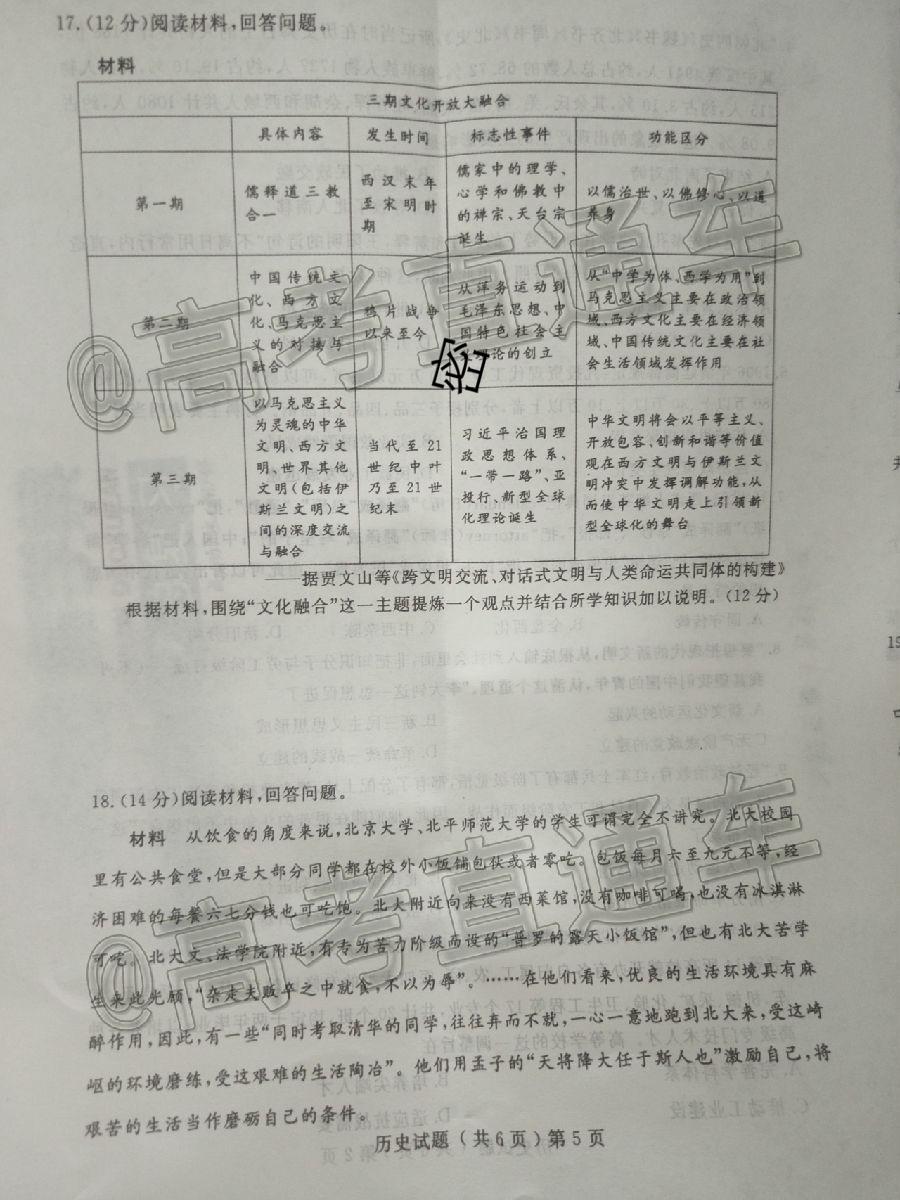 17.(12分)阅读材料,回答问题。
材料
三期文化开放大融合
具体内容 发生时间 标志性事件 功能区分
第一期
儒释道三教
合一
西汉末年
至宋明时
期
儒家中的理学、
心学和佛教中
的禅宗、天台宗
诞生
以儒治世、以佛修心、以道
养身
第二期
中国传统文
化、西方文
化、马克思主
义的对接与
融合
鸦片战争
以来至今
从洋务运动到
毛泽东思想、中
国特色社会主
论的创立
从“中学为体、西学为用”到
马克思主义主要在政治领
域、西方文化主要在经济领
域、中国传统文化主要在社
会生活领域发挥作用
第三期
以马克思主义
为灵魂的中华
文明、西方文
明、世界其他
文明(包括伊
斯兰文明)之
间的深度交流
与融合
当代至21
世纪中叶
乃至21世
纪末
习近平治国理
政思想体系、
“一带一路”、亚
投行、新型全球
化理论诞生
中华文明将会以平等主义、
开放包容、创新和谐等价值
观在西方文明与伊斯兰文
明冲突中发挥调解功能,从
而使中华文明走上引领新
型全球化的舞台
据贾文山等《跨文明交流、对话式文明与人类命运共同体的构建》
根据材料,围绕“文化融合”这一主题提炼一个观点并结合所学知识加以说明。(12分)
18.(14分)阅读材料,回答问题。
材料 从饮食的角度来说,北京大学、北平师范大学的学生可谓完全不讲究。北大校园
里有公共食堂,但是大部分同学都在校外小饭铺包伙或者零吃。包饭每月六至九元不等,经
济困难的每餐六七分钱也可吃饱。北大附近向来没有西菜馆,没有咖啡可喝,也没有冰淇淋
可吃。北大文、法学院附近,有专为苦力阶级而设的“普罗的露天小饭馆”,但也有北大苦学
生来此光顾,“杂走夫贩卒之中就食,不以为辱”。……在他们看来,优良的生活环境具有麻
醉作用,因此,有一些“同时考取清华的同学,往往弃而不就,一心一意地跑到北大来,受这崎
岖的环境磨练,受这艰难的生活陶冶”。他们用孟子的“天将降大任于斯人也”激励自己,将
艰苦的生活当作磨砺自己的条件。
历史试题(共6页)第5页
@高考直通车
@高考直通车